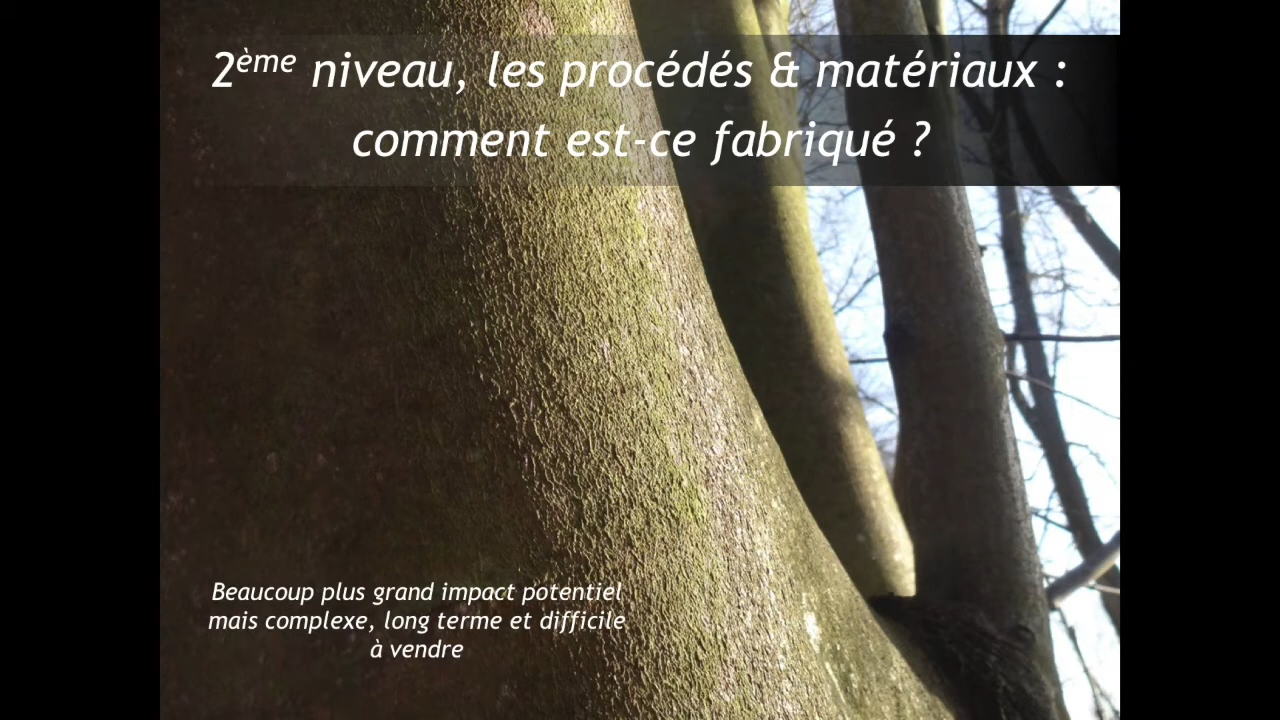 2ème niveau, les procédés & matériaux :
comment est-ce fabriqué ?
Beaucoup plus grand impact potentiel
mais complexe, long terme et difficile
à vendre